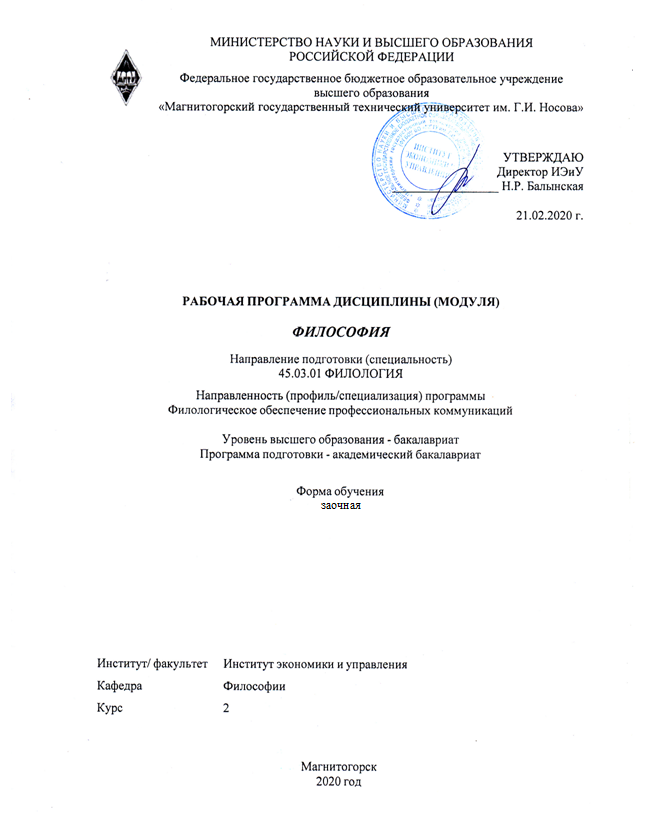 МИНИСТЕРСТВО НАУКИ И ВЫСШЕГО ОБРАЗОВАНИЯ
РОССИЙСКОЙ ФЕДЕРАЦИИ
Федеральное государственное бюджетное образовательное учреждение
высшего образования
«Магнитогорский государственный технический университет им. Г.И. Носова»
ИНСТИТУТ
ЭКОНОМИКИ И
УПРАВЛЕНИЯ
УТВЕРЖДАЮ
Директор ИЭиУ
Н.Р. Балынская
21.02.2020 г.
РАБОЧАЯ ПРОГРАММА ДИСЦИПЛИНЫ (МОДУЛЯ)
ФИЛОСОФИЯ
Направление подготовки (специальность)
45.03.01 ФИЛОЛОГИЯ
Направленность (профиль/специализация) программы
Филологическое обеспечение профессиональных коммуникаций
Уровень высшего образования - бакалавриат
Программа подготовки - академический бакалавриат
Форма обучения
заочная
Институт/ факультет Институт экономики и управления
Кафедра Философии
Курс 2
Магнитогорск
2020 год